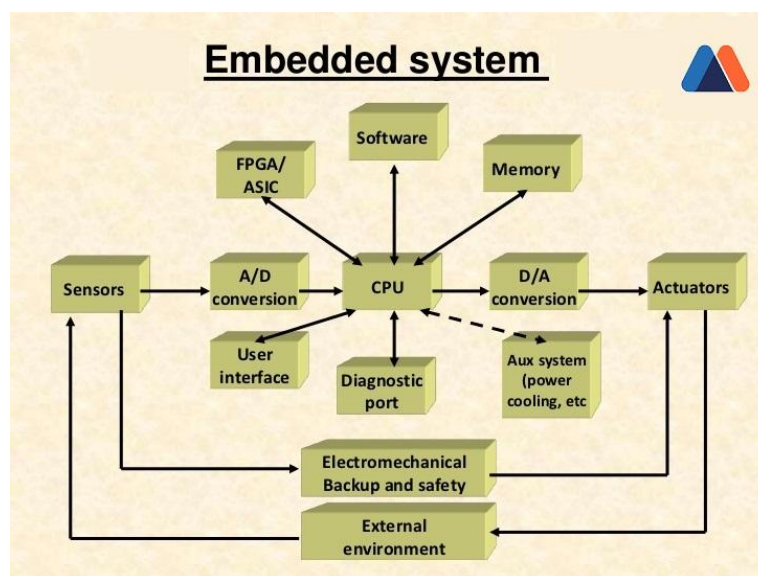 Embedded system
Software
FPGA/
ASIC
Memory
Sensors
A/D
conversion
CPU
D/A
conversion
Actuators
User
interface
Diagnostic
port
Aux system
(power
cooling, etc
Electromechanical
Backup and safety
External
environment